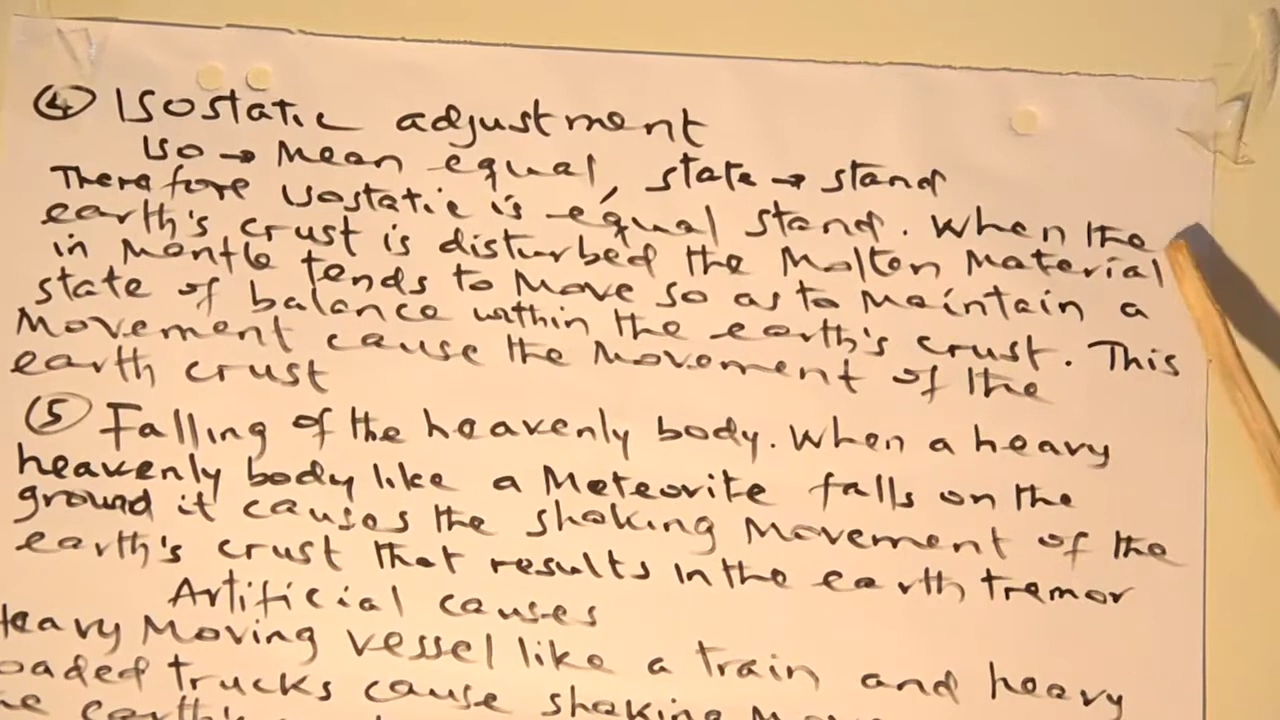 ④ Isostatic adjustment
Iso → Mean equal, state → stand
Therefore isostatic is equal stand. When the
earth's crust is disturbed the Molten Material
in Mantle tends to Move so as to Maintain a
state of balance within the earth's crust. This
Movement cause the Movement of the
earth crust
⑤ Falling of the heavenly body. When a heavy
heavenly body like a Meteorite falls on the
ground it causes the shaking Movement of the
earth's crust that results in the earth tremor
Artificial causes
Heavy Moving vessel like a train and heavy
oaded trucks cause shaking
earth's